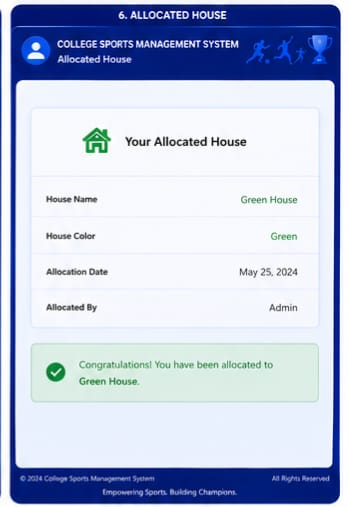 6. ALLOCATED HOUSE
COLLEGE SPORTS MANAGEMENT SYSTEM
Allocated House
Your Allocated House
House Name Green House
House Color Green
Allocation Date May 25, 2024
Allocated By Admin
Congratulations! You have been allocated to
Green House.
© 2024 College Sports Management System All Rights Reserved
Empowering Sports. Building Champions.